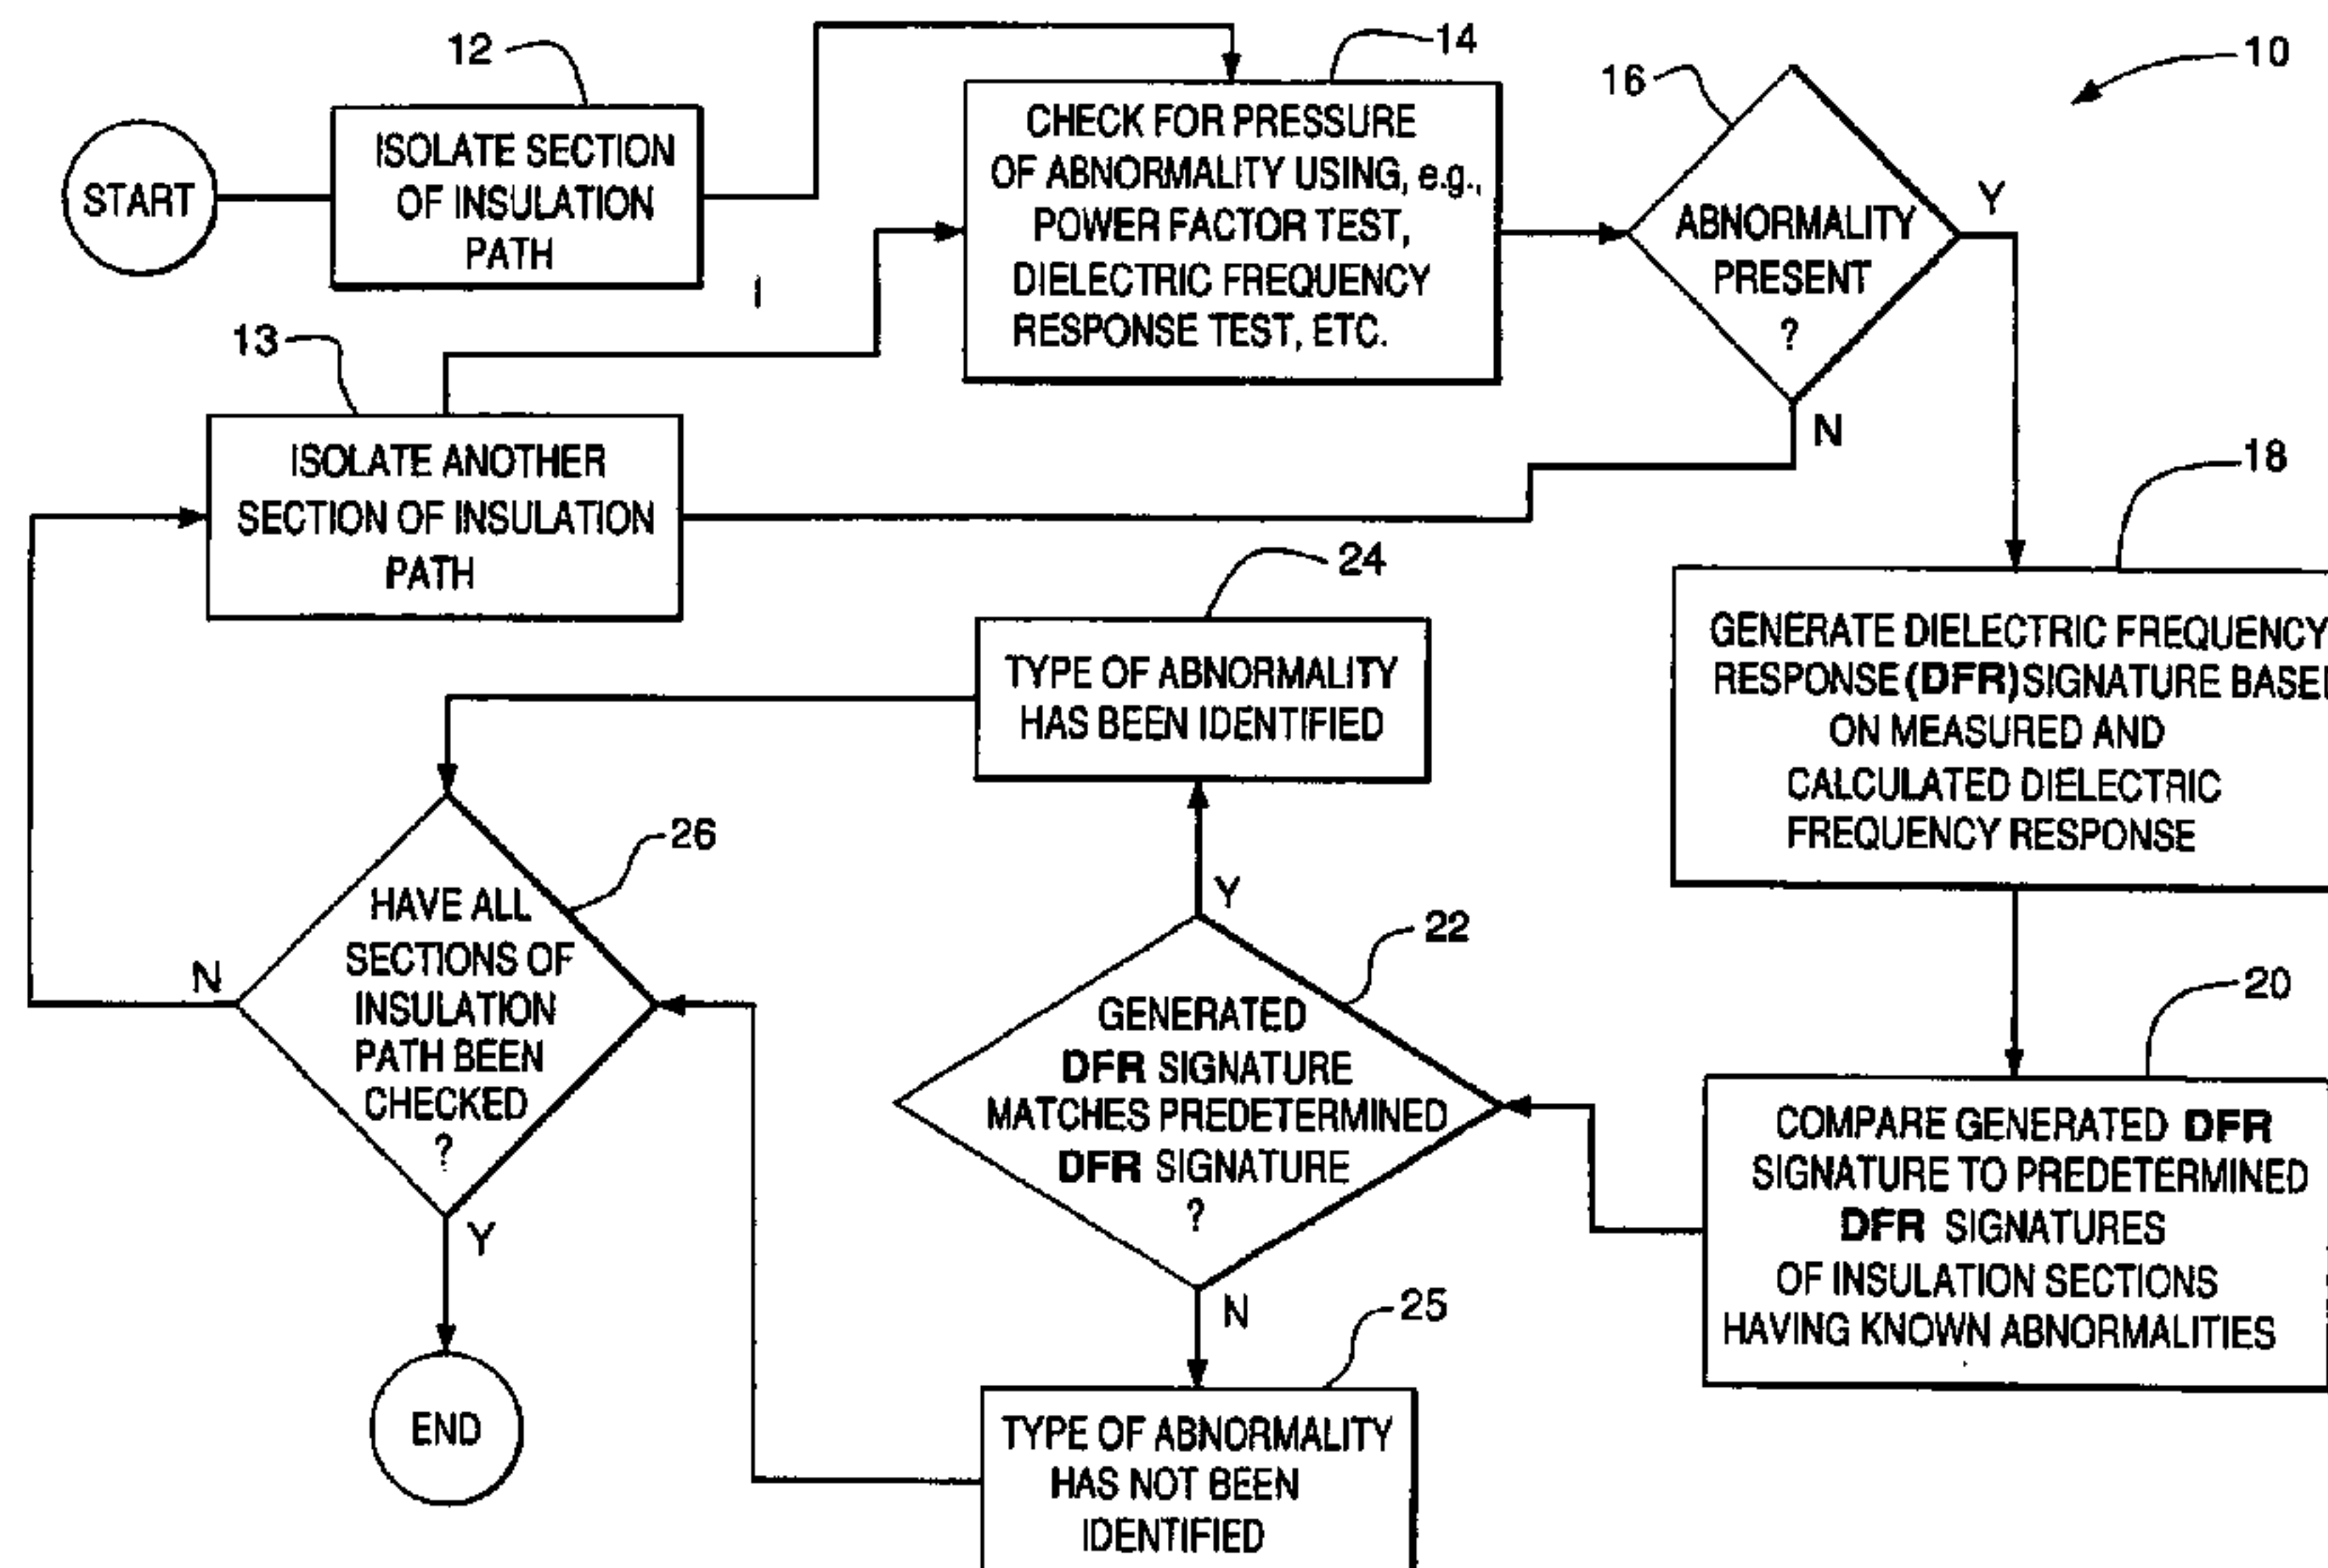 12
14
10
16
START
ISOLATE SECTION
OF INSULATION
PATH
CHECK FOR PRESSURE
OF ABNORMALITY USING, e.g.,
POWER FACTOR TEST,
DIELECTRIC FREQUENCY
RESPONSE TEST, ETC.
ABNORMALITY
PRESENT
?
Y
N
13
ISOLATE ANOTHER
SECTION OF INSULATION
PATH
18
GENERATE DIELECTRIC FREQUENCY
RESPONSE (DFR) SIGNATURE BASE
ON MEASURED AND
CALCULATED DIELECTRIC
FREQUENCY RESPONSE
24
TYPE OF ABNORMALITY
HAS BEEN IDENTIFIED
26
HAVE ALL
SECTIONS OF
INSULATION
PATH BEEN
CHECKED
?
N
Y
22
Y
GENERATED
DFR SIGNATURE
MATCHES PREDETERMINED
DFR SIGNATURE
?
N
20
COMPARE GENERATED DFR
SIGNATURE TO PREDETERMINED
DFR SIGNATURES
OF INSULATION SECTIONS
HAVING KNOWN ABNORMALITIES
25
TYPE OF ABNORMALITY
HAS NOT BEEN
IDENTIFIED
END